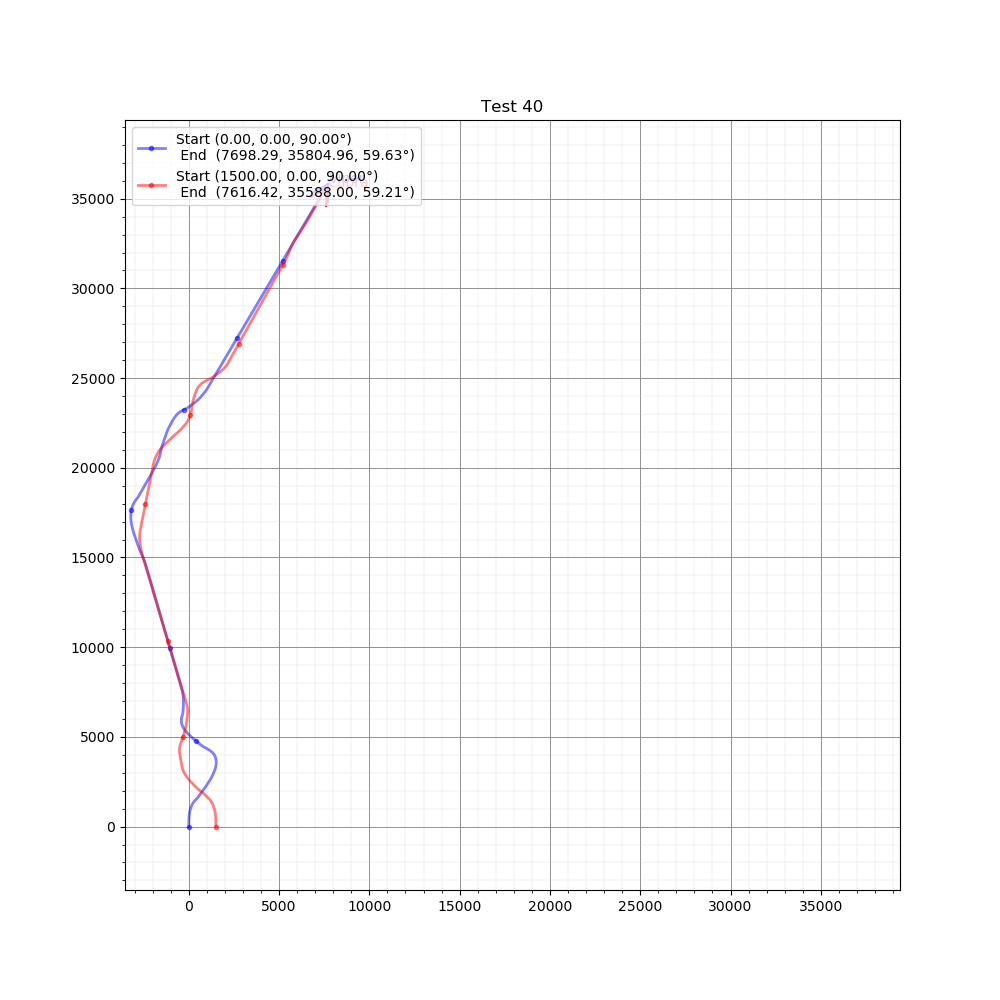 Test 40
Start (0.00, 0.00, 90.00°)
End (7698.29, 35804.96, 59.63°)
Start (1500.00, 0.00, 90.00°)
End (7616.42, 35588.00, 59.21°)
35000
30000
25000
20000
15000
10000
5000
0
0 5000 10000 15000 20000 25000 30000 35000